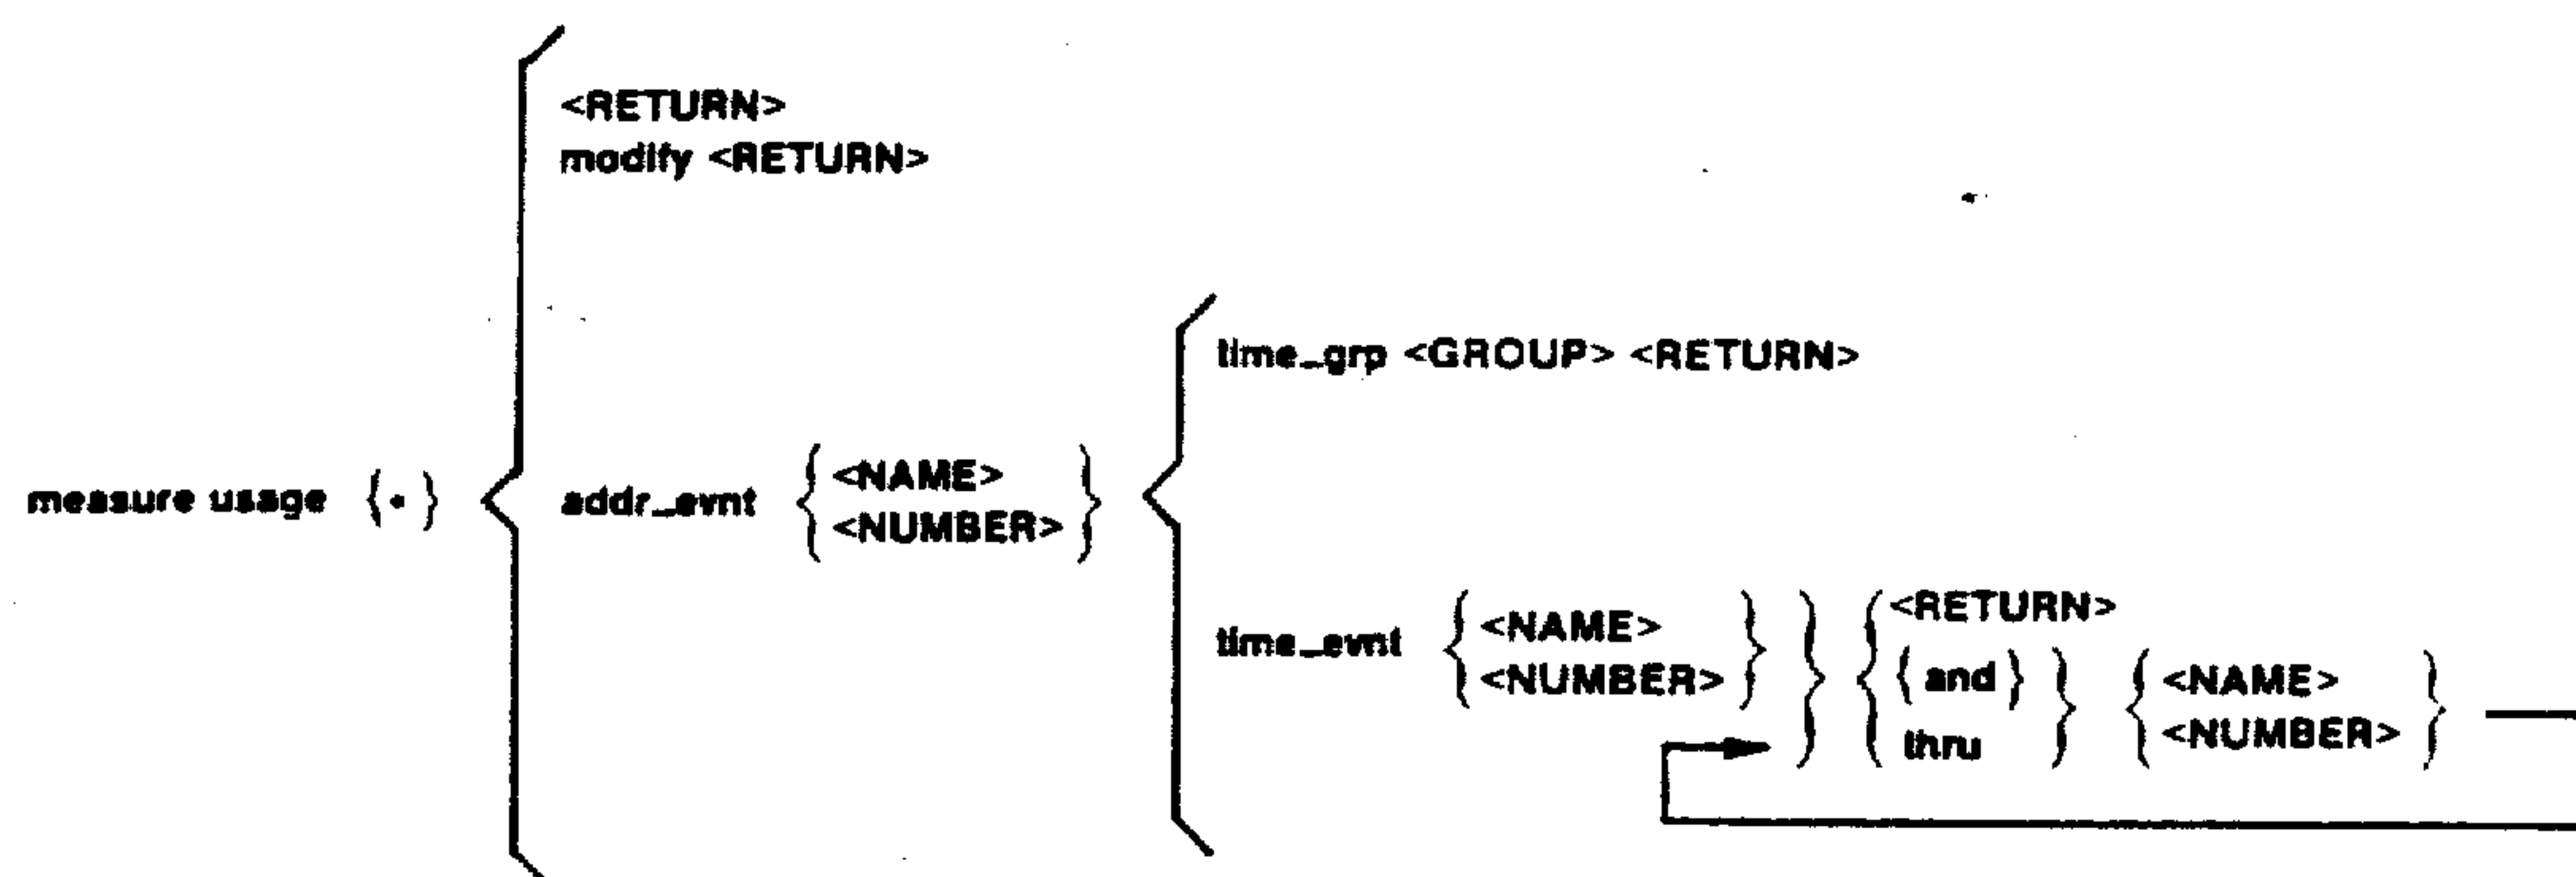 <RETURN>
modify <RETURN>
time_grp <GROUP> <RETURN>
measure usage { * } addr_evnt { <NAME>
<NUMBER> }
time_evnt { <NAME>
<NUMBER> } } { <RETURN>
{ and } } { <NAME>
thru <NUMBER> }